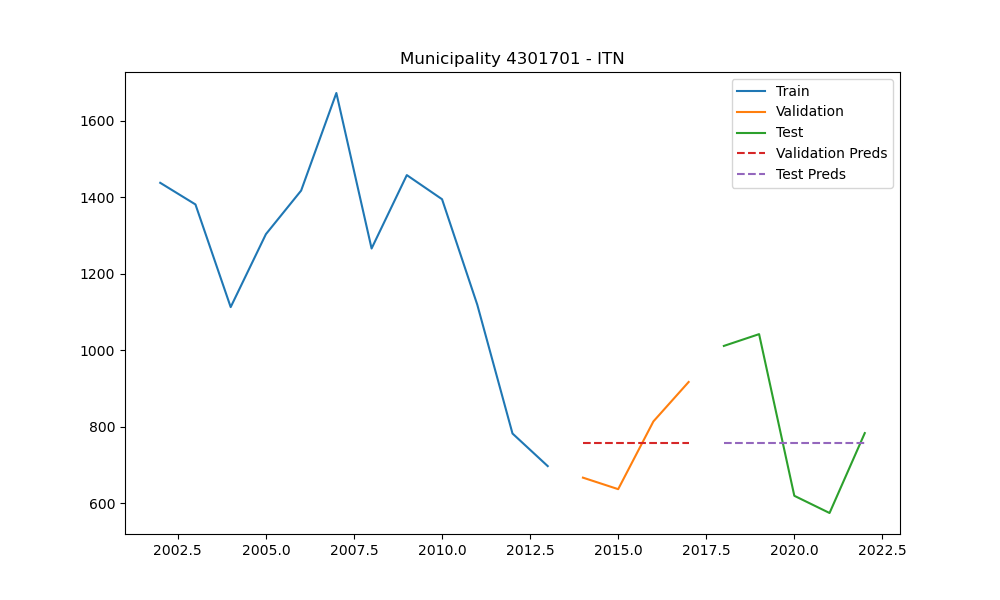 Municipality 4301701 - ITN
Train
Validation
Test
Validation Preds
Test Preds
1600
1400
1200
1000
800
600
2002.5 2005.0 2007.5 2010.0 2012.5 2015.0 2017.5 2020.0 2022.5